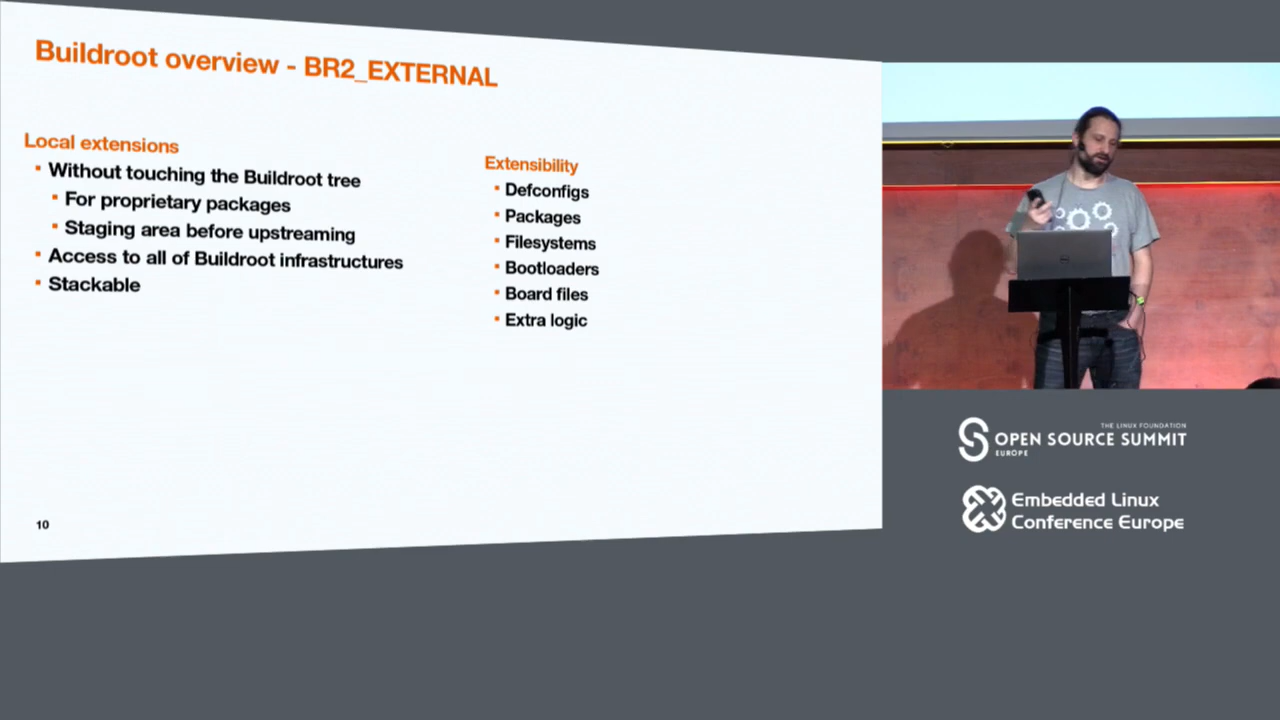 Buildroot overview - BR2_EXTERNAL
Local extensions
Without touching the Buildroot tree
For proprietary packages
Staging area before upstreaming
Access to all of Buildroot infrastructures
Stackable
Extensibility
Defconfigs
Packages
Filesystems
Bootloaders
Board files
Extra logic
10
THE LINUX FOUNDATION
OPEN SOURCE SUMMIT
EUROPE
Embedded Linux
Conference Europe